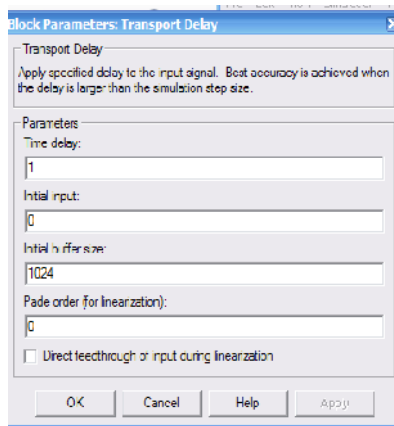 Block Parameters: Transport Delay
Transport Delay
Apply specified delay to the input signal. Best accuracy is achieved when
the delay is larger than the simulation step size.
Parameters
Time delay:
1
Initial input:
0
Initial buffer size:
1024
Pade order (for linearization):
0
Direct feedthrough of input during linearization
OK Cancel Help Apply